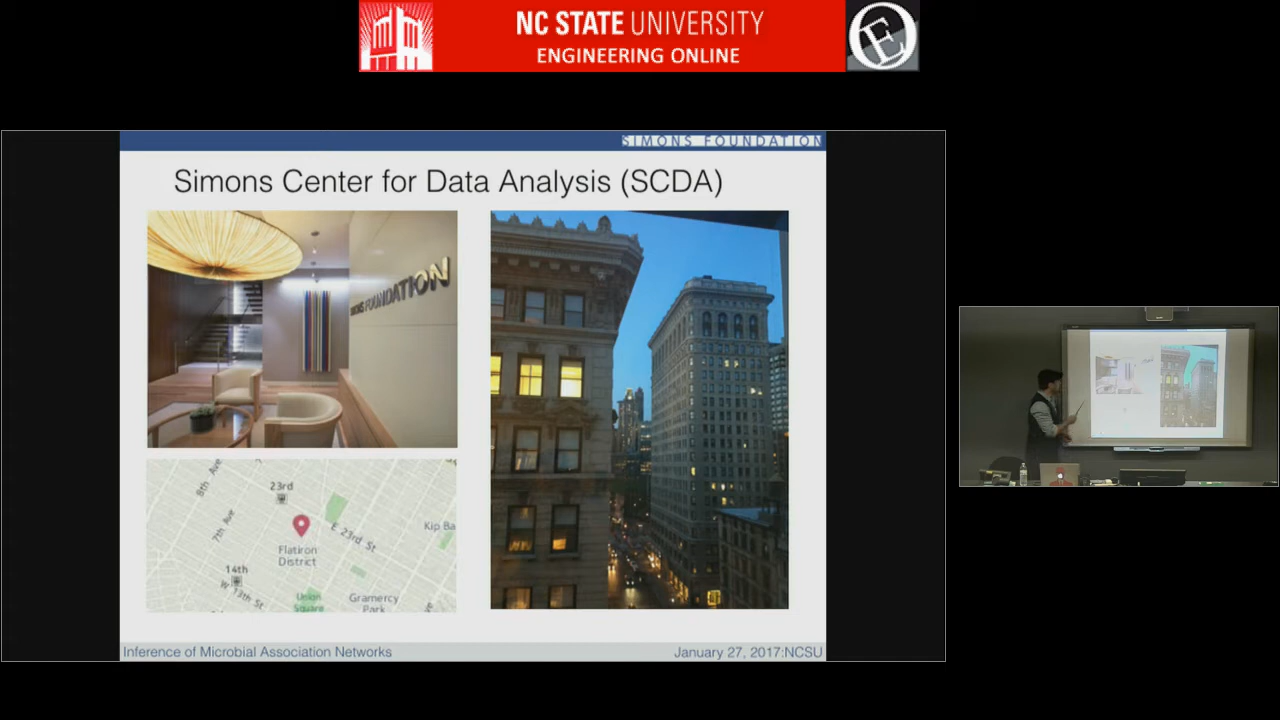 NC STATE UNIVERSITY
ENGINEERING ONLINE
SIMONS FOUNDATION
Simons Center for Data Analysis (SCDA)
SIMONS FOUNDATION
8th Ave
23rd
7th Ave
E 23rd St
Kip Ba
Flatiron
District
14th
W 13th St
Union
Square
Gramercy
Park
Inference of Microbial Association Networks
January 27, 2017:NCSU